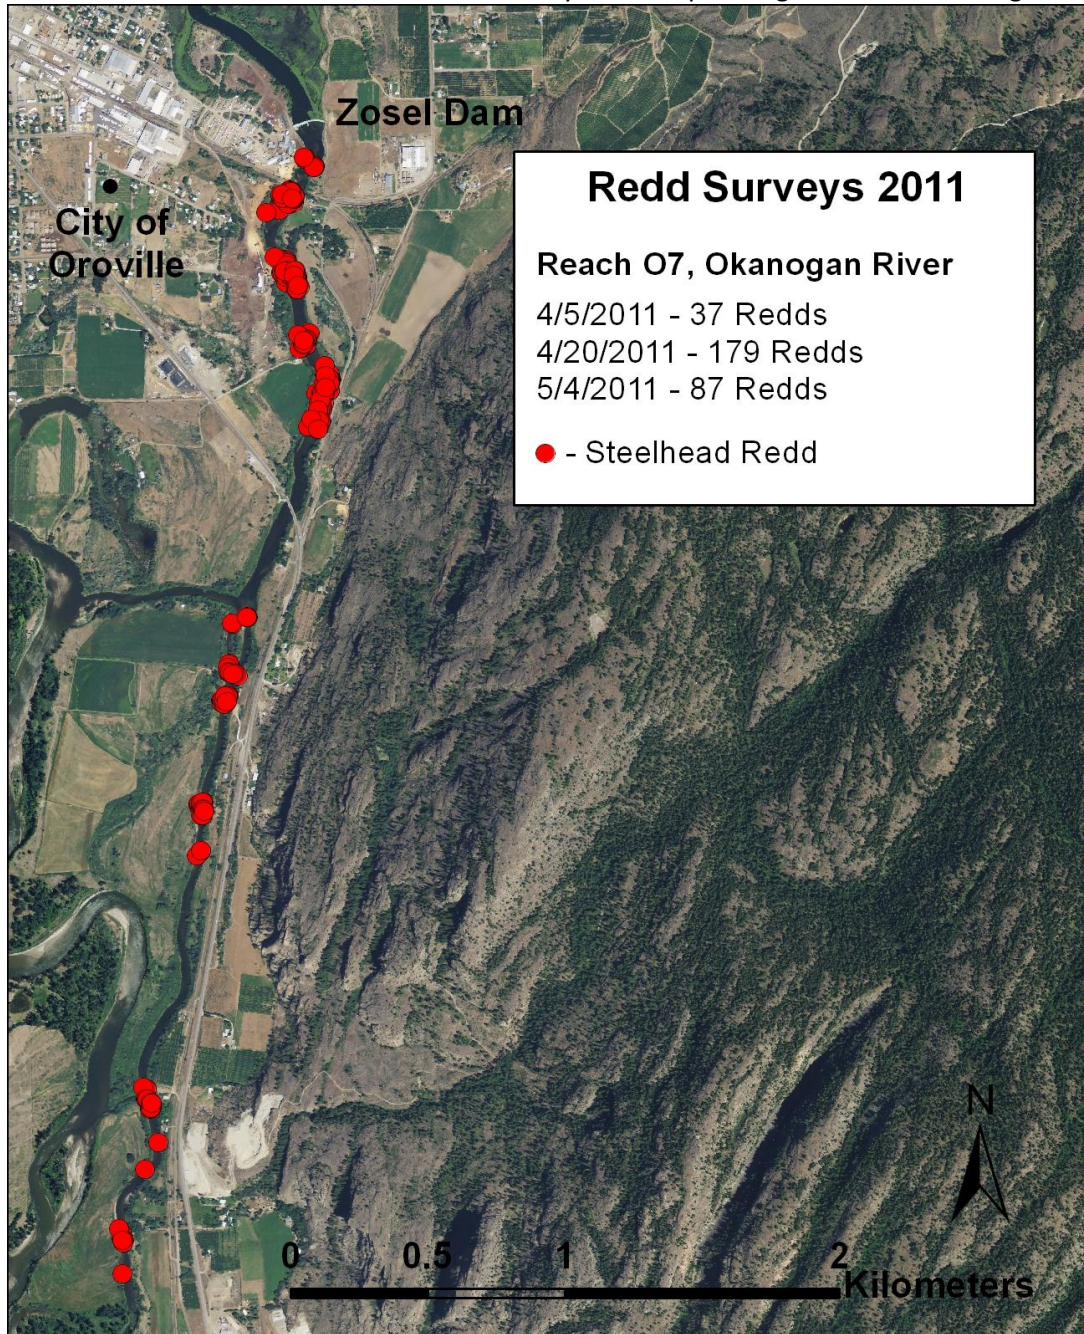 Zosel Dam
City of
Oroville
Redd Surveys 2011
Reach O7, Okanogan River
4/5/2011 - 37 Redds
4/20/2011 - 179 Redds
5/4/2011 - 87 Redds
- Steelhead Redd
N
0 0.5 1 2
Kilometers